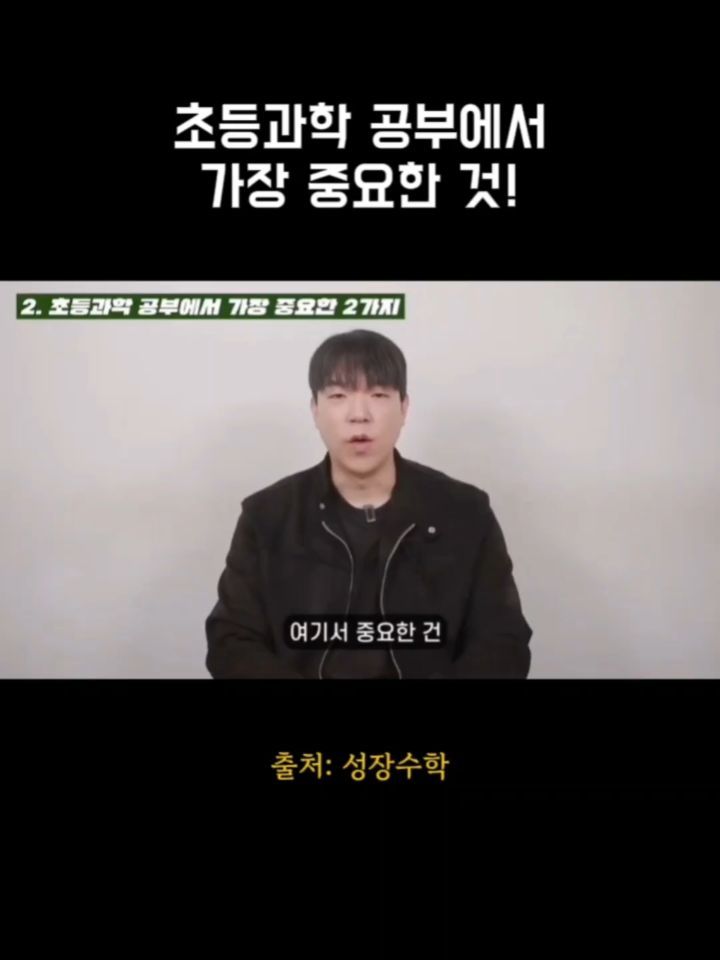 초등과학 공부에서
가장 중요한 것!
2. 초등과학 공부에서 가장 중요한 2가지
여기서 중요한 건
출처: 성장수학